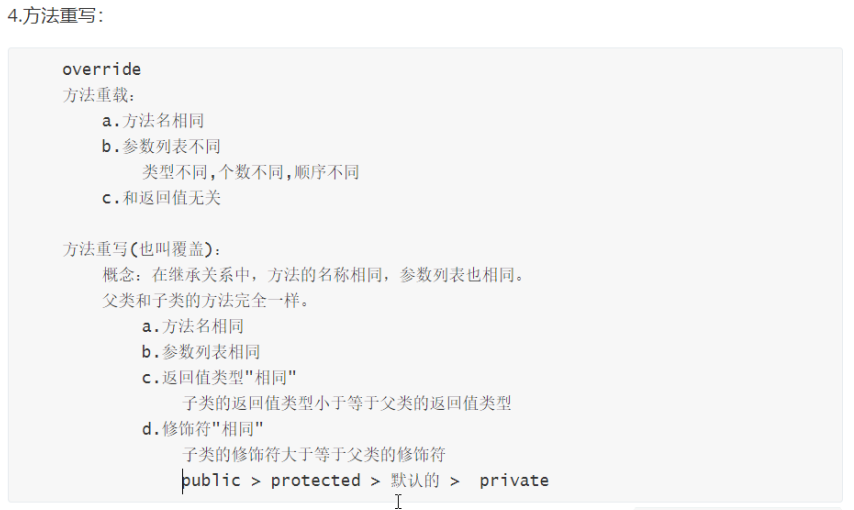 4.方法重写：
override
方法重载：
a.方法名相同
b.参数列表不同
类型不同,个数不同,顺序不同
c.和返回值无关
方法重写(也叫覆盖)：
概念：在继承关系中，方法的名称相同，参数列表也相同。
父类和子类的方法完全一样。
a.方法名相同
b.参数列表相同
c.返回值类型"相同"
子类的返回值类型小于等于父类的返回值类型
d.修饰符"相同"
子类的修饰符大于等于父类的修饰符
public > protected > 默认的 >  private